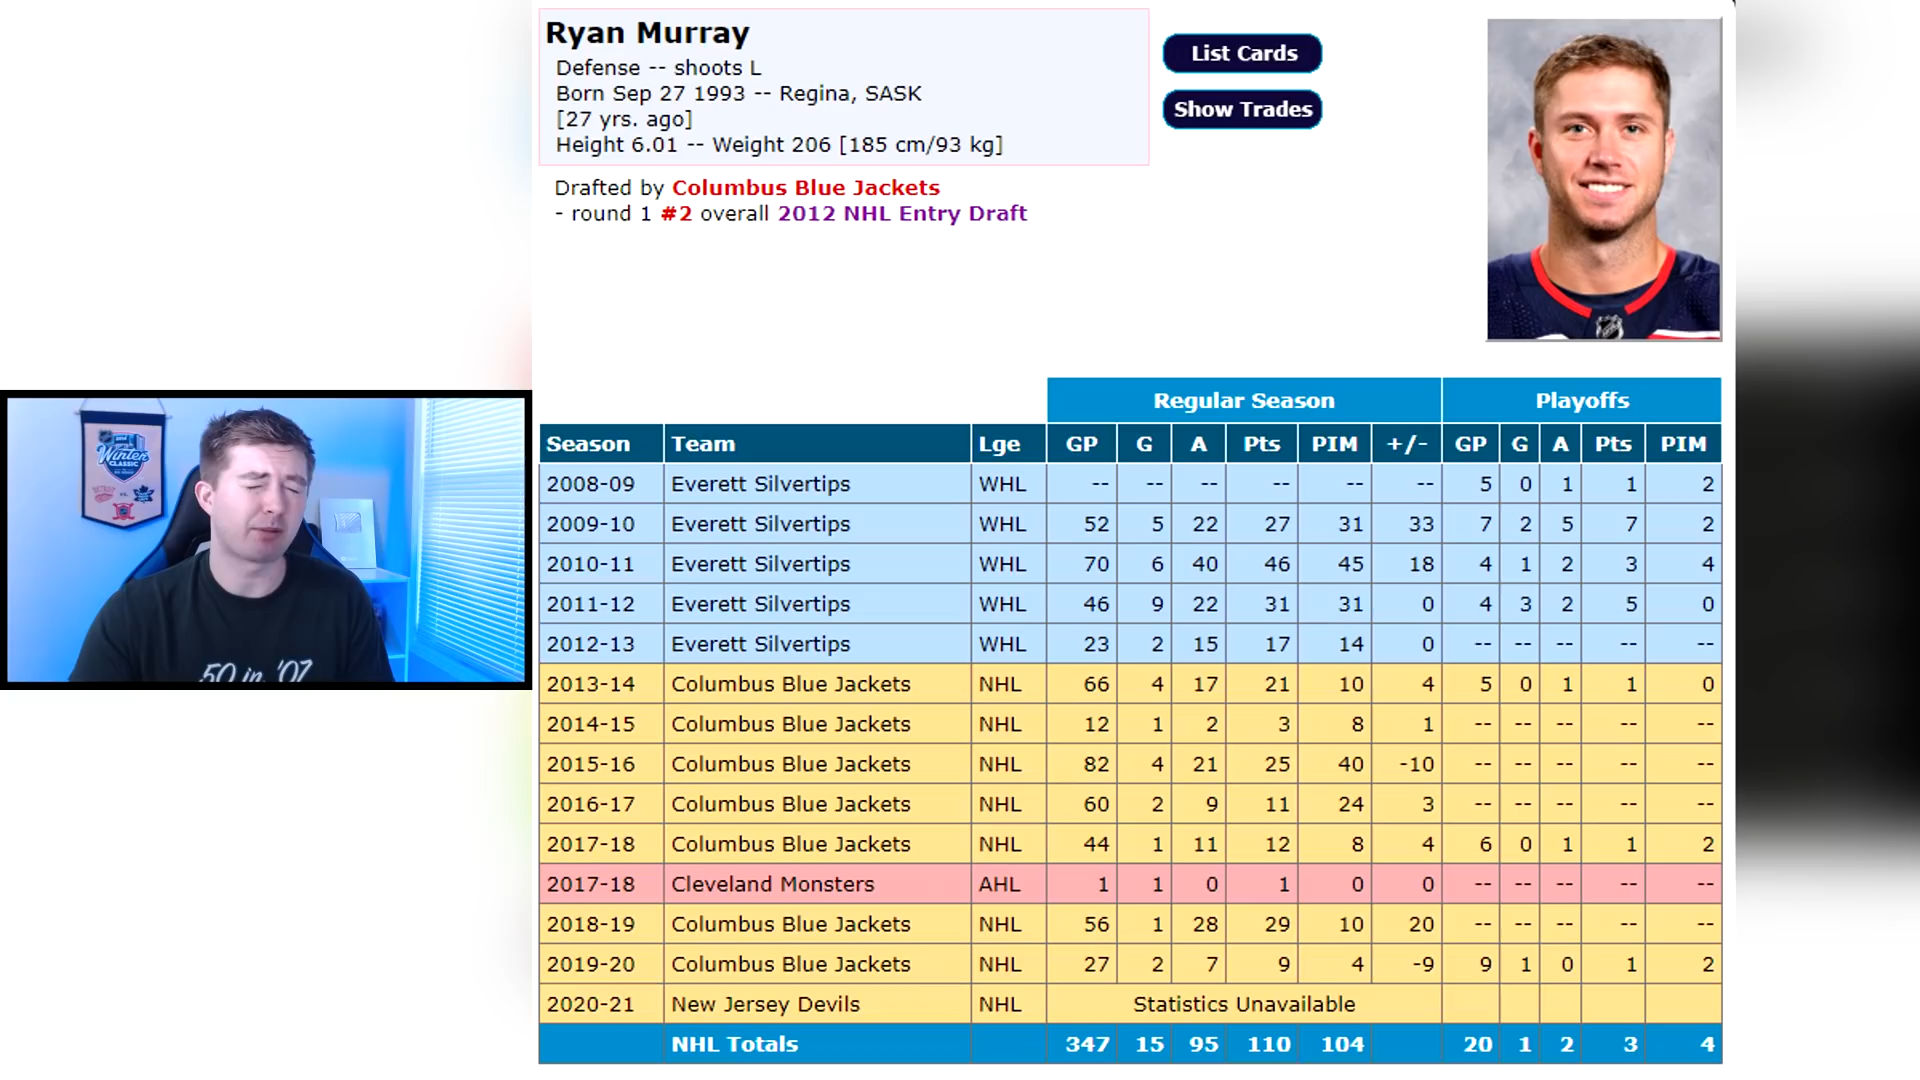 Ryan Murray
Defense -- shoots L
Born Sep 27 1993 -- Regina, SASK
[27 yrs. ago]
Height 6.01 -- Weight 206 [185 cm/93 kg]
List Cards
Show Trades
Drafted by Columbus Blue Jackets
- round 1 #2 overall 2012 NHL Entry Draft
Regular Season Playoffs
Season Team Lge GP G A Pts PIM +/- GP G A Pts PIM
2008-09 Everett Silvertips WHL -- -- -- -- -- -- 5 0 1 1 2
2009-10 Everett Silvertips WHL 52 5 22 27 31 33 7 2 5 7 2
2010-11 Everett Silvertips WHL 70 6 40 46 45 18 4 1 2 3 4
2011-12 Everett Silvertips WHL 46 9 22 31 31 0 4 3 2 5 0
2012-13 Everett Silvertips WHL 23 2 15 17 14 0 -- -- -- -- --
2013-14 Columbus Blue Jackets NHL 66 4 17 21 10 4 5 0 1 1 0
2014-15 Columbus Blue Jackets NHL 12 1 2 3 8 1 -- -- -- -- --
2015-16 Columbus Blue Jackets NHL 82 4 21 25 40 -10 -- -- -- -- --
2016-17 Columbus Blue Jackets NHL 60 2 9 11 24 3 -- -- -- -- --
2017-18 Columbus Blue Jackets NHL 44 1 11 12 8 4 6 0 1 1 2
2017-18 Cleveland Monsters AHL 1 1 0 1 0 0 -- -- -- -- --
2018-19 Columbus Blue Jackets NHL 56 1 28 29 10 20 -- -- -- -- --
2019-20 Columbus Blue Jackets NHL 27 2 7 9 4 -9 9 1 0 1 2
2020-21 New Jersey Devils NHL Statistics Unavailable
NHL Totals 347 15 95 110 104 20 1 2 3 4
Winter
CLASSIC
50 in '07